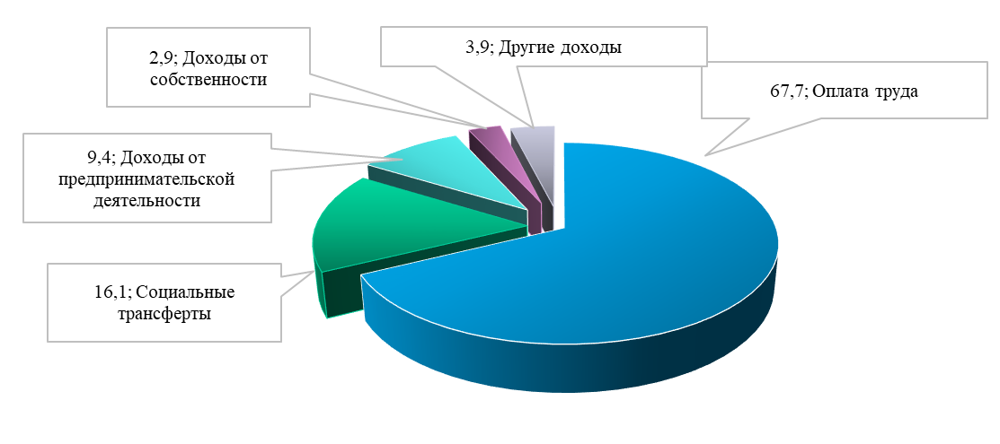 2,9; Доходы от
собственности
3,9; Другие доходы
67,7; Оплата труда
9,4; Доходы от
предпринимательской
деятельности
16,1; Социальные
трансферты